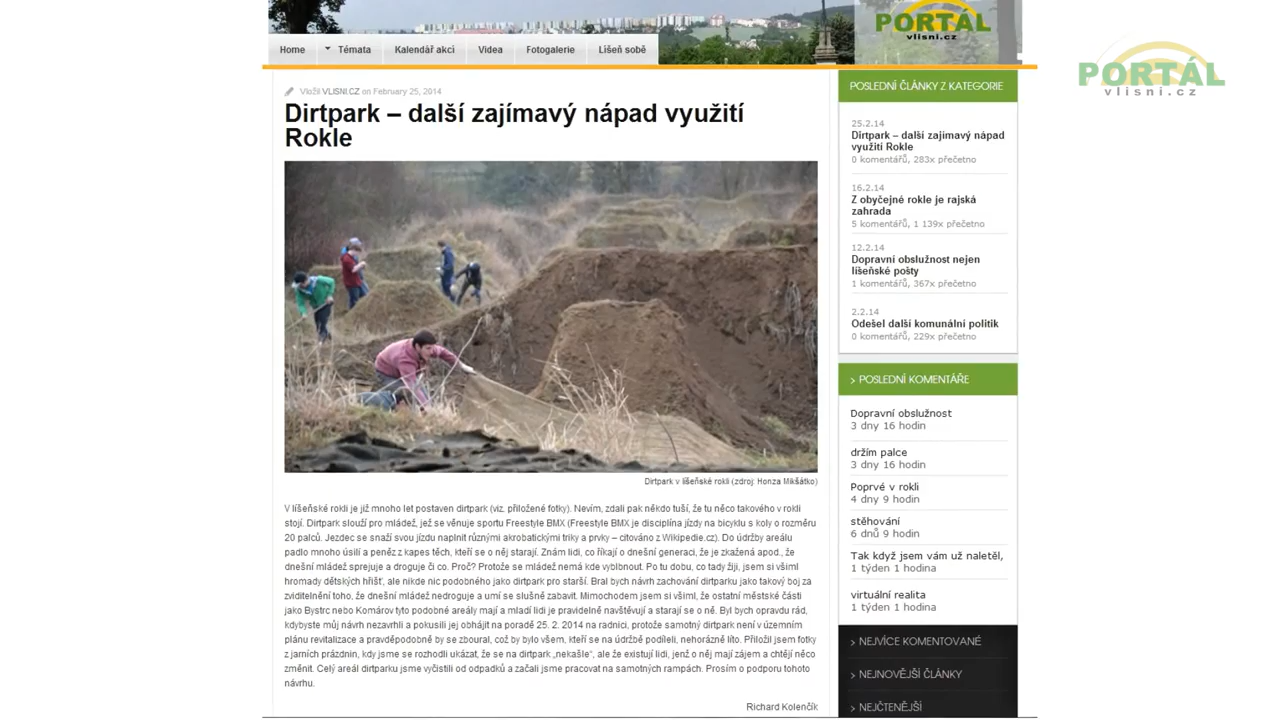 PORTÁL
vlisni.cz
Home
Témata
Kalendář akcí
Videa
Fotogalerie
Líšeň sobě
PORTÁL
vlisni.cz
Vložil VLISNI.CZ on February 25, 2014
Dirtpark – další zajímavý nápad využití
Rokle
Dirtpark v líšeňské rokli (zdroj: Honza Mikšátko)
V líšeňské rokli je již mnoho let postaven dirtpark (viz. přiložené fotky). Nevím, zdali pak někdo tuší, že tu něco takového v rokli
stojí. Dirtpark slouží pro mládež, jež se věnuje sportu Freestyle BMX (Freestyle BMX je disciplína jízdy na bicyklu s koly o rozměru
20 palců. Jezdec se snaží svou jízdu naplnit různými akrobatickými triky a prvky – citováno z Wikipedie.cz). Do údržby areálu
padlo mnoho úsilí a peněz z kapes těch, kteří se o něj starají. Znám lidi, co říkají o dnešní generaci, že je zkažená apod., že
dnešní mládež sprejuje a droguje či co. Proč? Protože se mládež nemá kde vyblbnout. Po tu dobu, co tady žiji, jsem si všiml
hromady dětských hřišť, ale nikde nic podobného jako dirtpark pro starší. Bral bych návrh zachování dirtparku jako takový boj za
zviditelnění toho, že dnešní mládež nedroguje a umí se slušně zabavit. Mimochodem jsem si všiml, že ostatní městské části
jako Bystrc nebo Komárov tyto podobné areály mají a mladí lidi je pravidelně navštěvují a starají se o ně. Byl bych opravdu rád,
kdybyste můj návrh nezavrhli a pokusili jej obhájit na poradě 25. 2. 2014 na radnici, protože samotný dirtpark není v územním
plánu revitalizace a pravděpodobně by se zboural, což by bylo všem, kteří se na údržbě podíleli, nehorázně líto. Přiložil jsem fotky
z jarních prázdnin, kdy jsme se rozhodli ukázat, že se na dirtpark „nekašle“, ale že existují lidi, jenž o něj mají zájem a chtějí něco
změnit. Celý areál dirtparku jsme vyčistili od odpadků a začali jsme pracovat na samotných rampách. Prosím o podporu tohoto
návrhu.
Richard Kolenčík
POSLEDNÍ ČLÁNKY Z KATEGORIE
25.2.14
Dirtpark – další zajímavý nápad
využití Rokle
0 komentářů, 283x přečetno
16.2.14
Z obyčejné rokle je rajská
zahrada
5 komentářů, 1 139x přečetno
12.2.14
Dopravní obslužnost nejen
líšeňské pošty
1 komentářů, 367x přečetno
2.2.14
Odešel další komunální politik
0 komentářů, 229x přečetno
> POSLEDNÍ KOMENTÁŘE
Dopravní obslužnost
3 dny 16 hodin
držím palce
3 dny 16 hodin
Poprvé v rokli
4 dny 9 hodin
stěhování
6 dnů 9 hodin
Tak když jsem vám už naletěl,
1 týden 1 hodina
virtuální realita
1 týden 1 hodina
> NEJVÍCE KOMENTOVANÉ
> NEJNOVĚJŠÍ ČLÁNKY
> NEJČTENĚJŠÍ